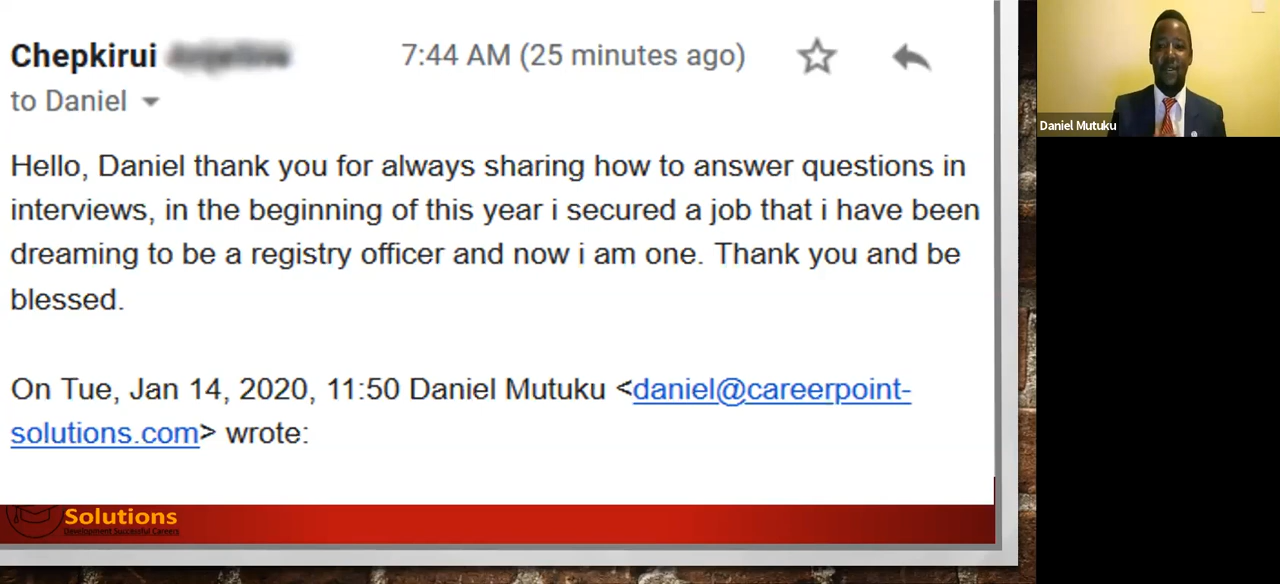 Chepkirui
7:44 AM (25 minutes ago)
to Daniel
Hello, Daniel thank you for always sharing how to answer questions in
interviews, in the beginning of this year i secured a job that i have been
dreaming to be a registry officer and now i am one. Thank you and be
blessed.
On Tue, Jan 14, 2020, 11:50 Daniel Mutuku <daniel@careerpoint-
solutions.com> wrote:
Solutions
Development Successful Careers
Daniel Mutuku